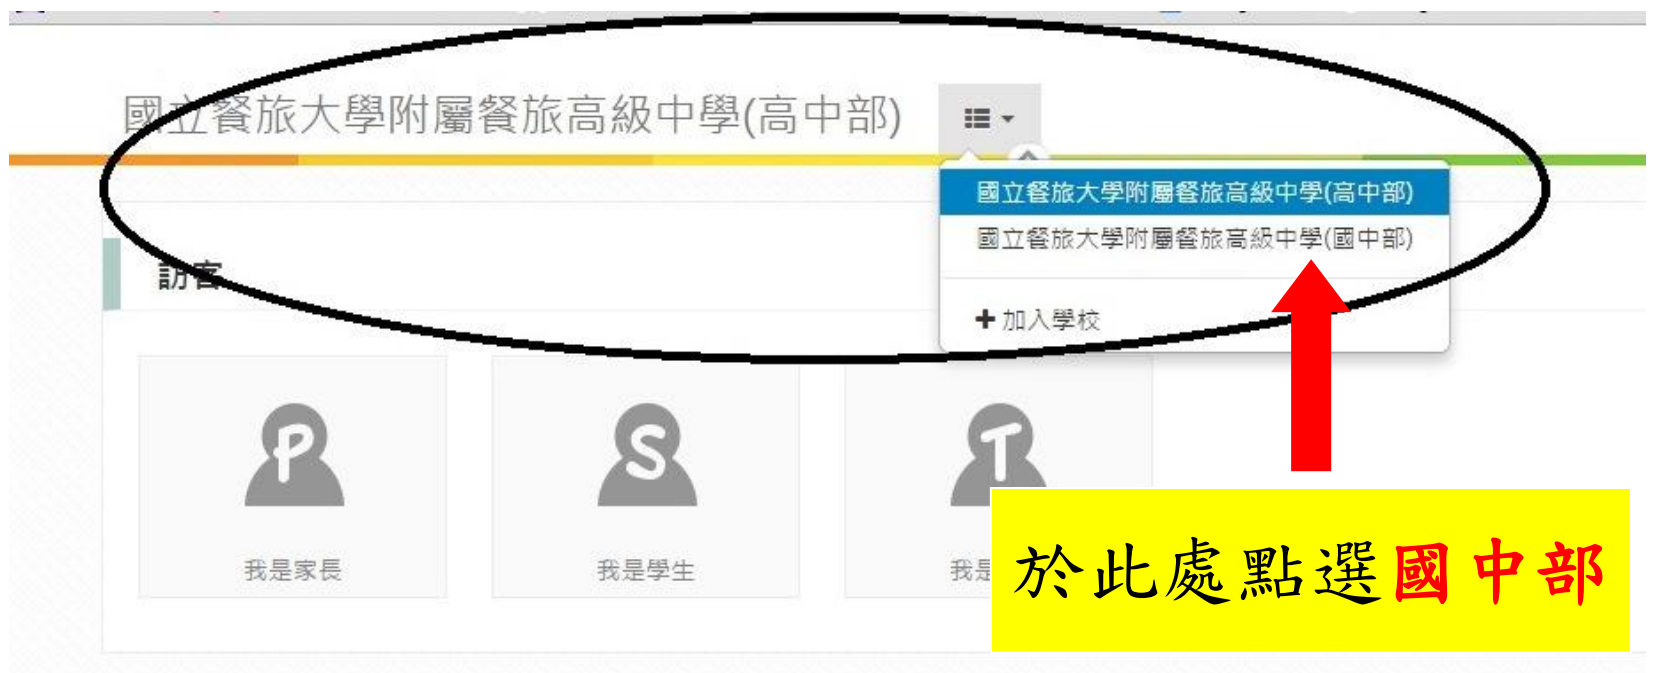 國立餐旅大學附屬餐旅高級中學(高中部)
國立餐旅大學附屬餐旅高級中學(高中部)
國立餐旅大學附屬餐旅高級中學(國中部)
加入學校
訪客
P
S
T
我是家長
我是學生
我是
於此處點選國中部